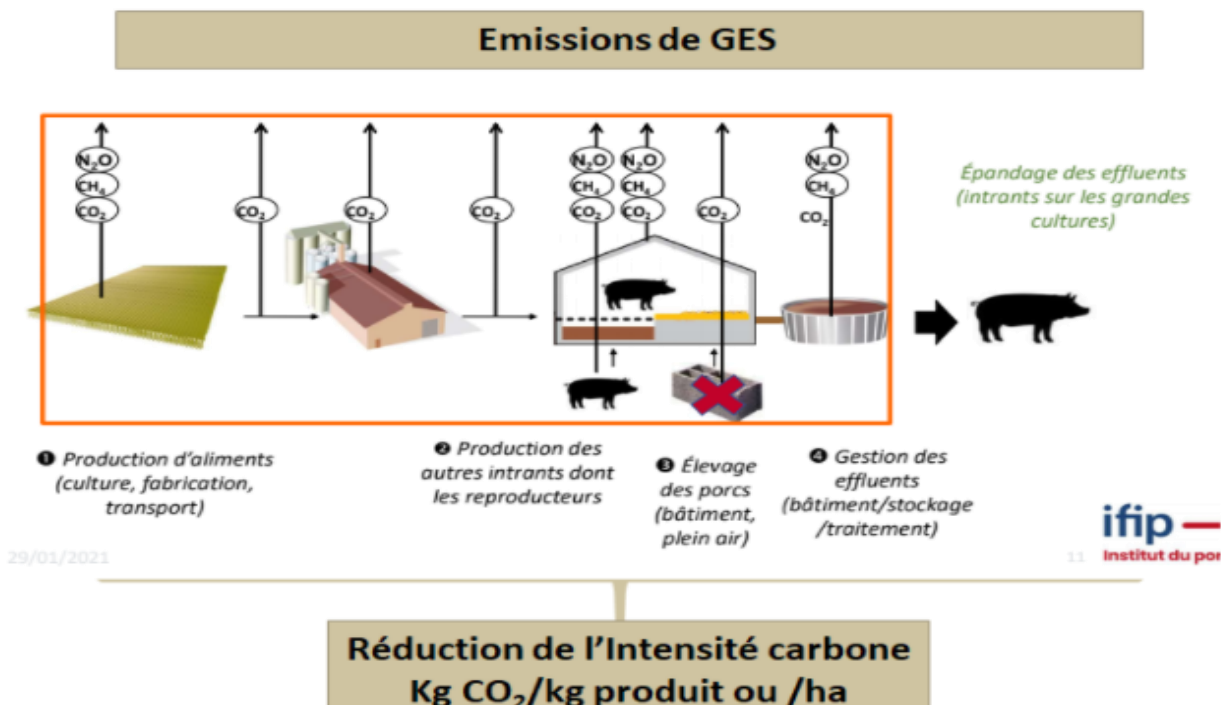 Emissions de GES
N₂O
CH₄
CO₂
CO₂
CO₂
CO₂
N₂O
CH₄
CO₂
N₂O
CH₄
CO₂
CO₂
N₂O
CH₄
CO₂
Épandage des effluents
(intrants sur les grandes
cultures)
❶ Production d'aliments
(culture, fabrication,
transport)
❷ Production des
autres intrants dont
les reproducteurs
❸ Élevage
des porcs
(bâtiment,
plein air)
❹ Gestion des
effluents
(bâtiment/stockage
/traitement)
29/01/2021
11
ifip
Institut du por
Réduction de l'Intensité carbone
Kg CO₂/kg produit ou /ha